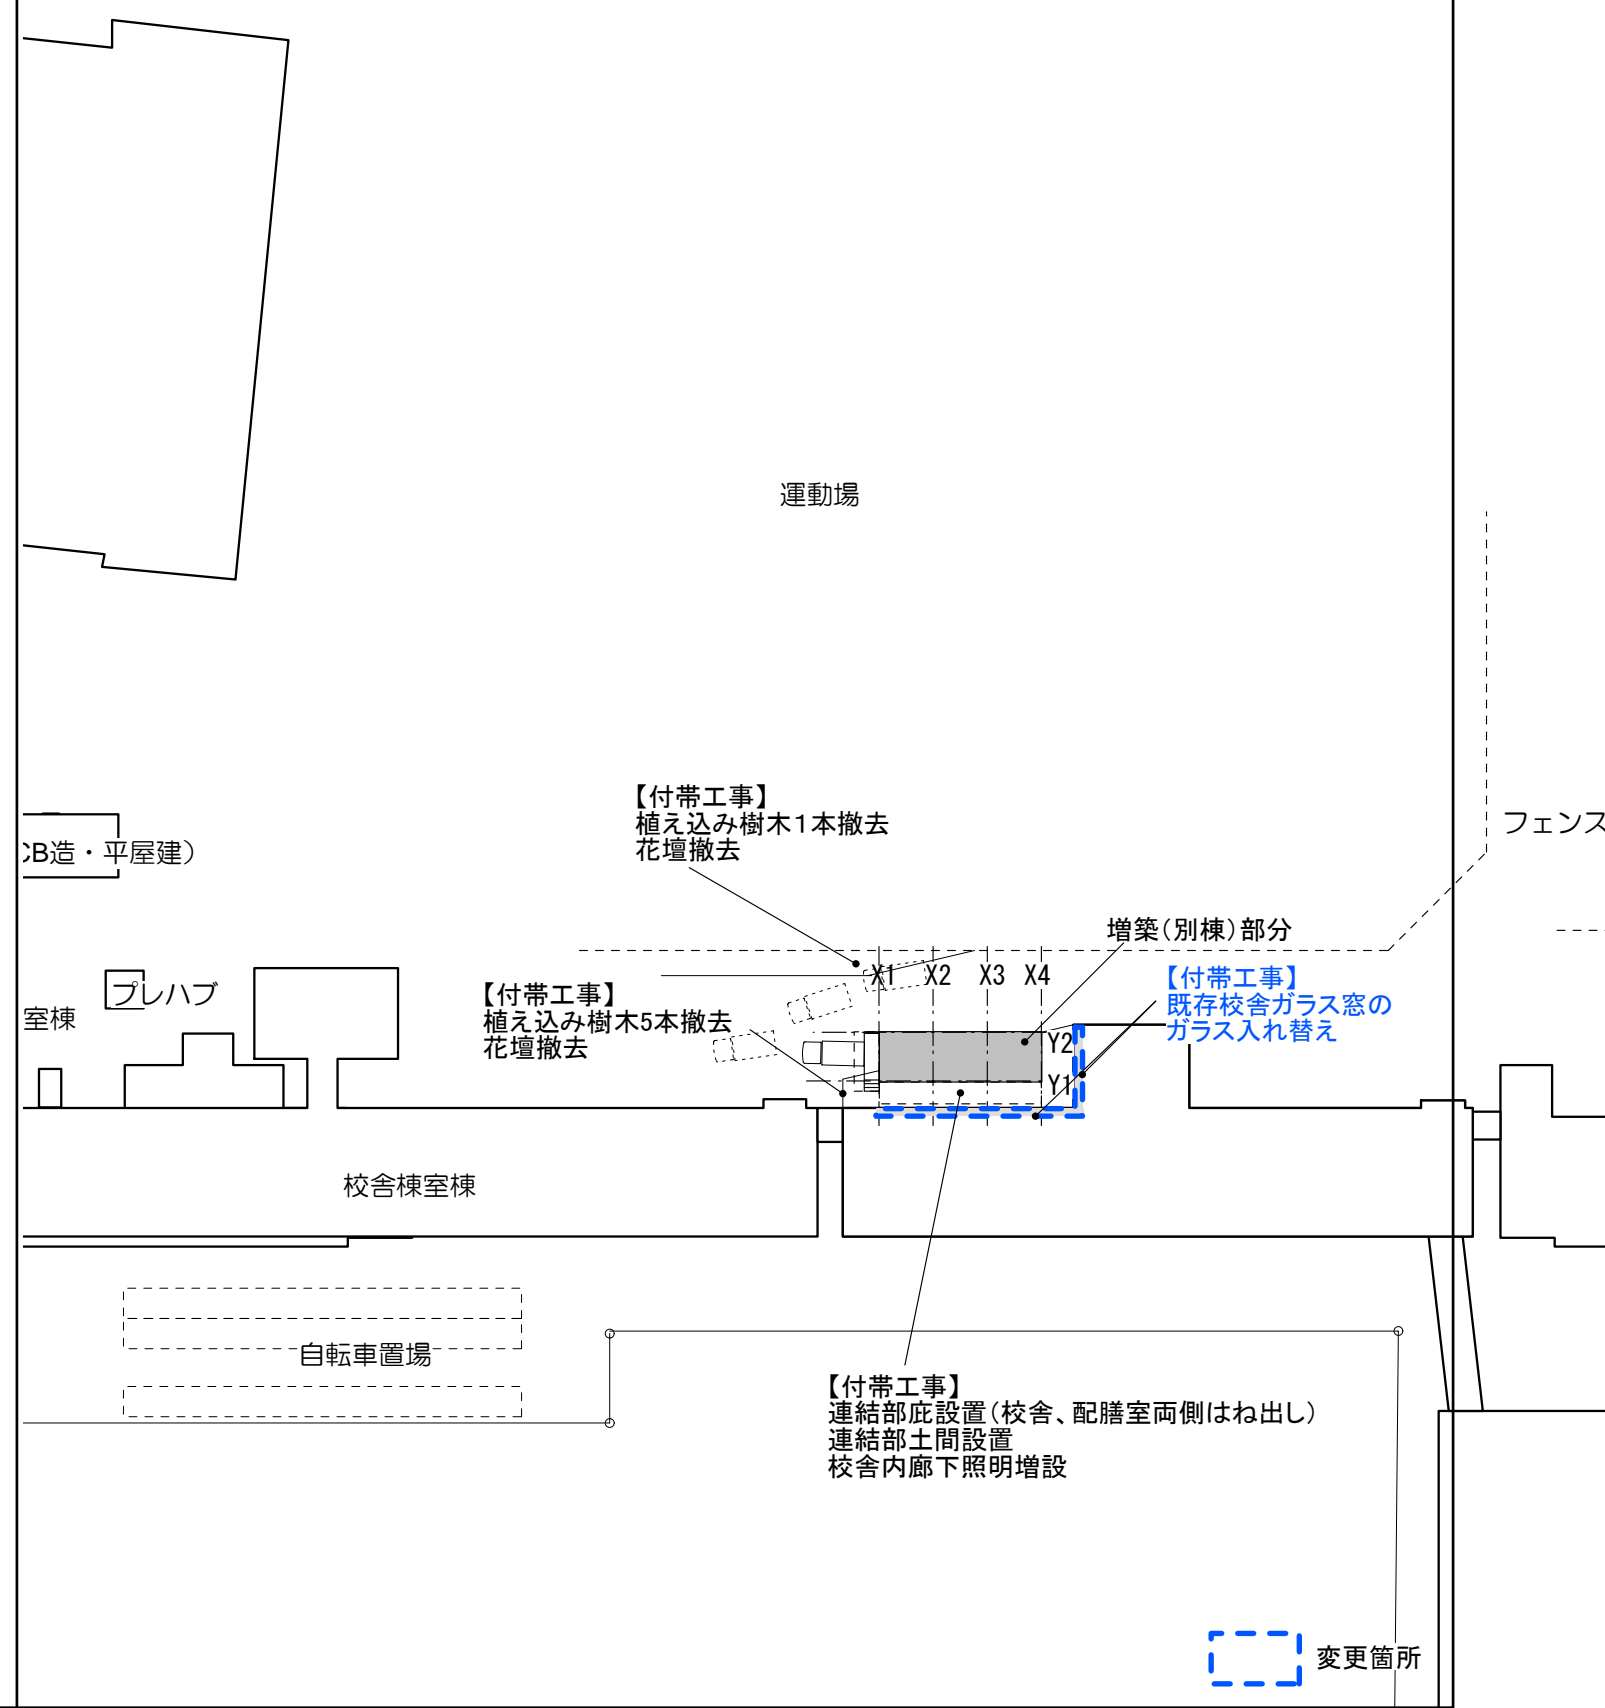 運動場
【付帯工事】
植え込み樹木1本撤去
花壇撤去
フェンス
CB造・平屋建）
増築(別棟)部分
X1 X2 X3 X4
【付帯工事】
既存校舎ガラス窓の
ガラス入れ替え
プレハブ
【付帯工事】
植え込み樹木5本撤去
花壇撤去
室棟
Y2
Y1
校舎棟室棟
自転車置場
【付帯工事】
連結部庇設置(校舎、配膳室両側はね出し)
連結部土間設置
校舎内廊下照明増設
変更箇所